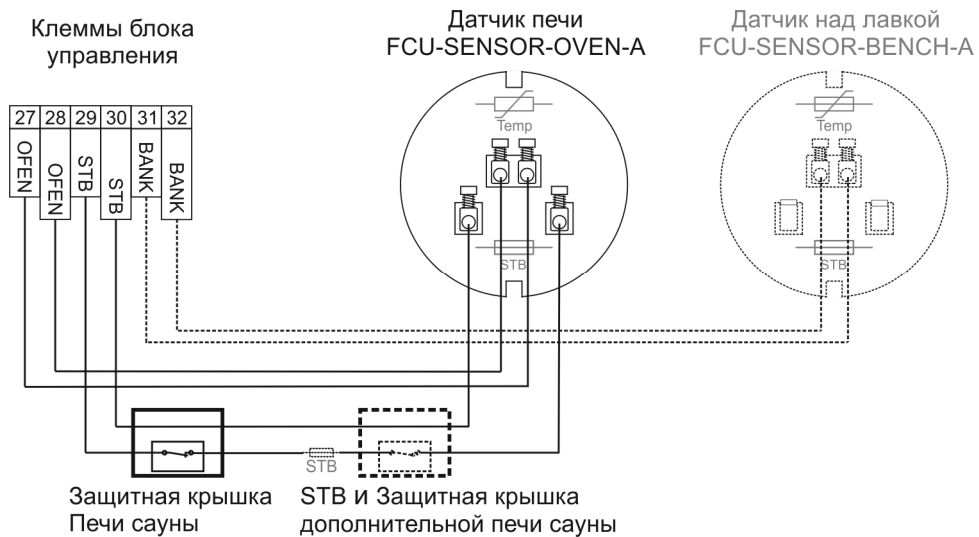 Клеммы блока
управления
Датчик печи
FCU-SENSOR-OVEN-A
Датчик над лавкой
FCU-SENSOR-BENCH-A
27 28 29 30 31 32
OFEN OFEN STB STB BANK BANK
Temp
Temp
STB
STB
STB
Защитная крышка
Печи сауны
STB и Защитная крышка
дополнительной печи сауны